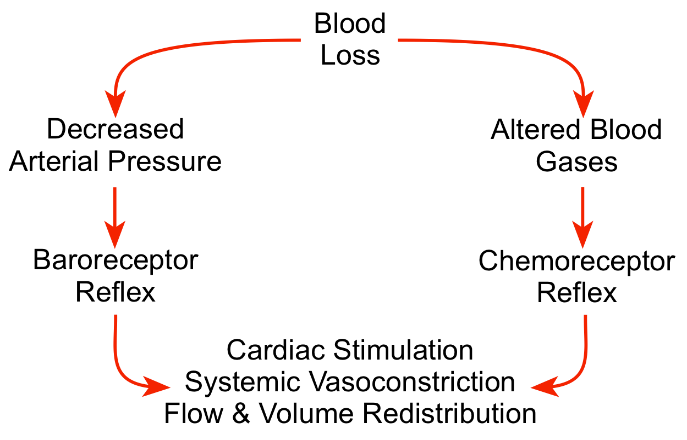 Blood
Loss
Decreased
Arterial Pressure
Altered Blood
Gases
Baroreceptor
Reflex
Chemoreceptor
Reflex
Cardiac Stimulation
Systemic Vasoconstriction
Flow & Volume Redistribution